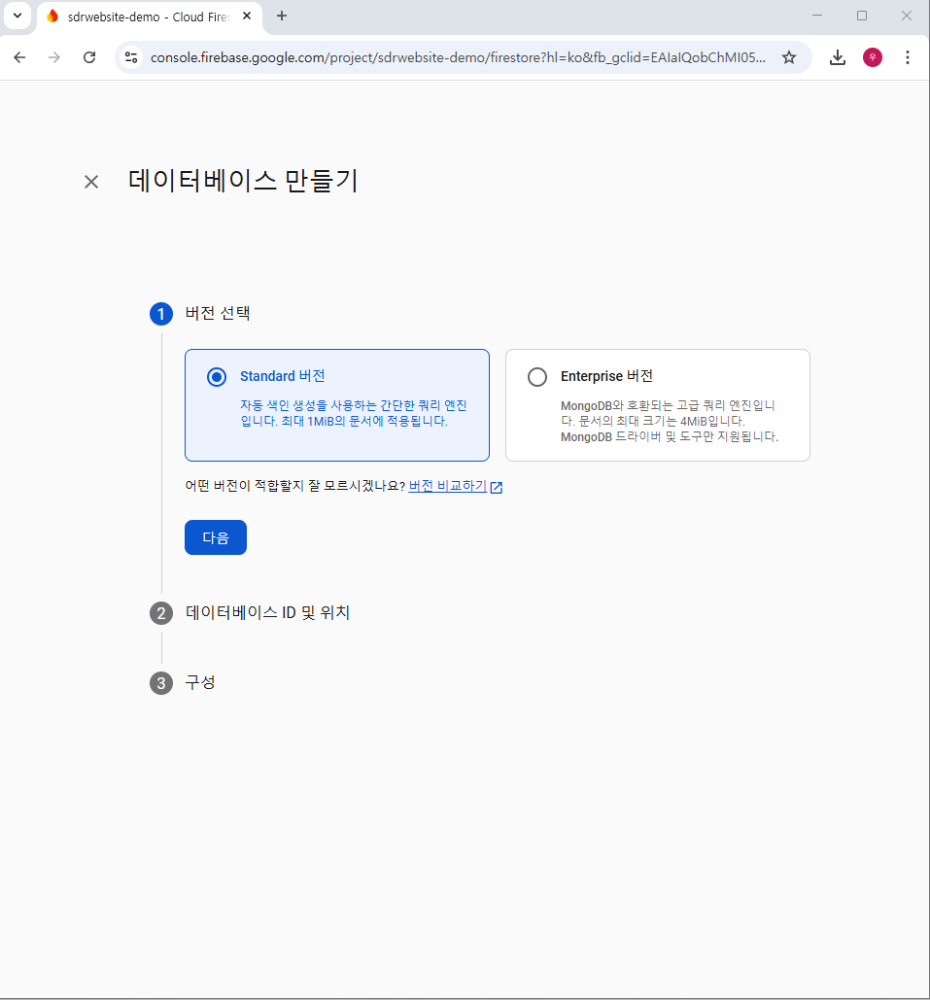 sdrwebsite-demo - Cloud Fires
console.firebase.google.com/project/sdrwebsite-demo/firestore?hl=ko&fb_gclid=EAIaIQobChMI05...
우
데이터베이스 만들기
1 버전 선택
Standard 버전
자동 색인 생성을 사용하는 간단한 쿼리 엔진
입니다. 최대 1MiB의 문서에 적용됩니다.
Enterprise 버전
MongoDB와 호환되는 고급 쿼리 엔진입니
다. 문서의 최대 크기는 4MiB입니다.
MongoDB 드라이버 및 도구만 지원됩니다.
어떤 버전이 적합할지 잘 모르시겠나요? 버전 비교하기
다음
2 데이터베이스 ID 및 위치
3 구성